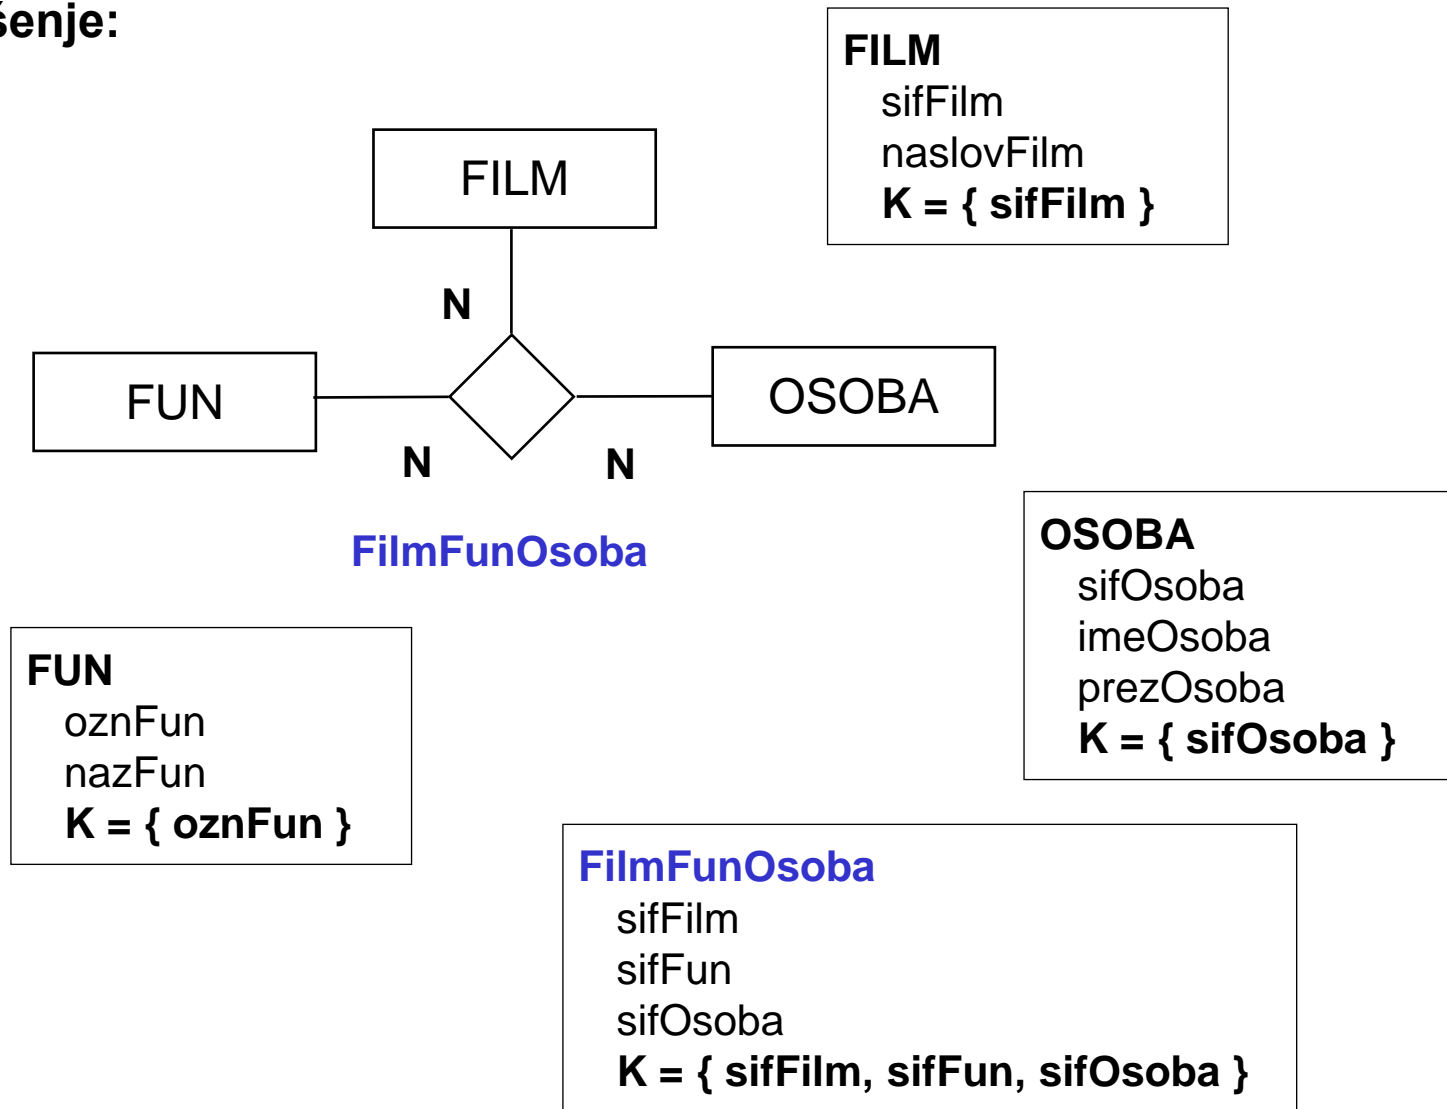 šenje:
FILM
sifFilm
naslovFilm
K = { sifFilm }
FILM
N
FUN
OSOBA
N
N
FilmFunOsoba
OSOBA
sifOsoba
imeOsoba
prezOsoba
K = { sifOsoba }
FUN
oznFun
nazFun
K = { oznFun }
FilmFunOsoba
sifFilm
sifFun
sifOsoba
K = { sifFilm, sifFun, sifOsoba }